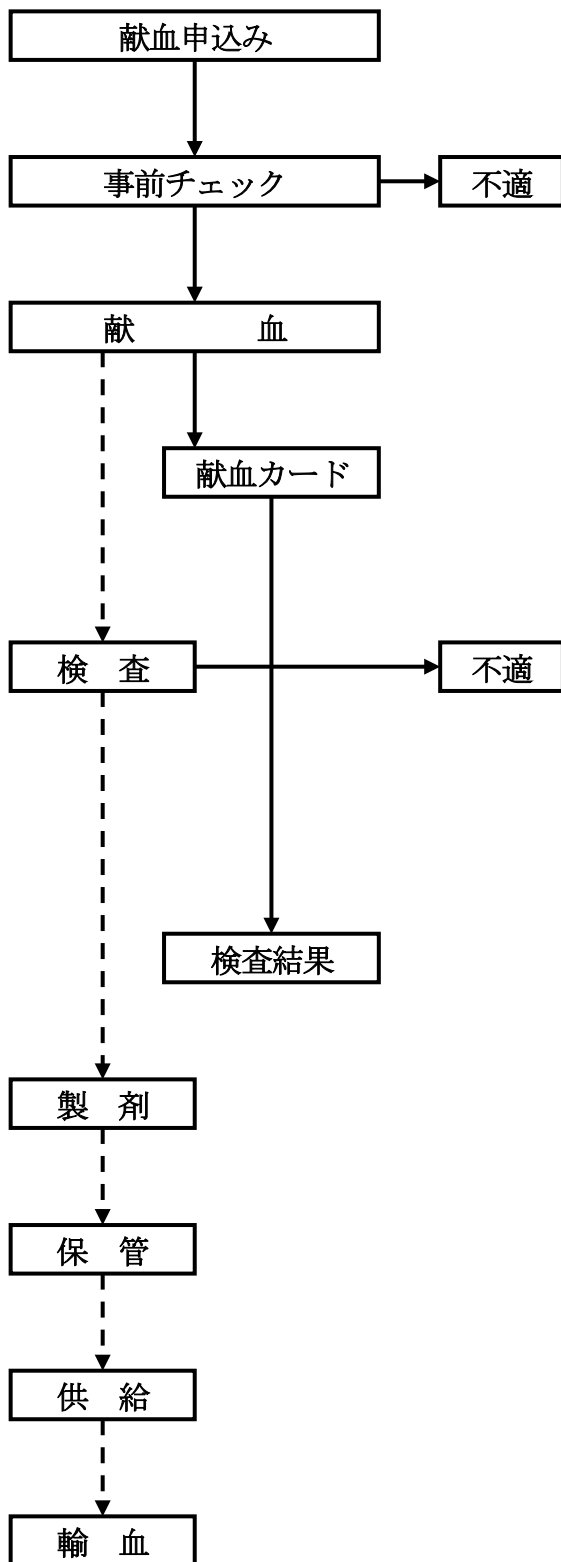 献血申込み
事前チェック
不適
献　　　　血
献血カード
検　査
不適
検査結果
製　剤
保　管
供　給
輸　血